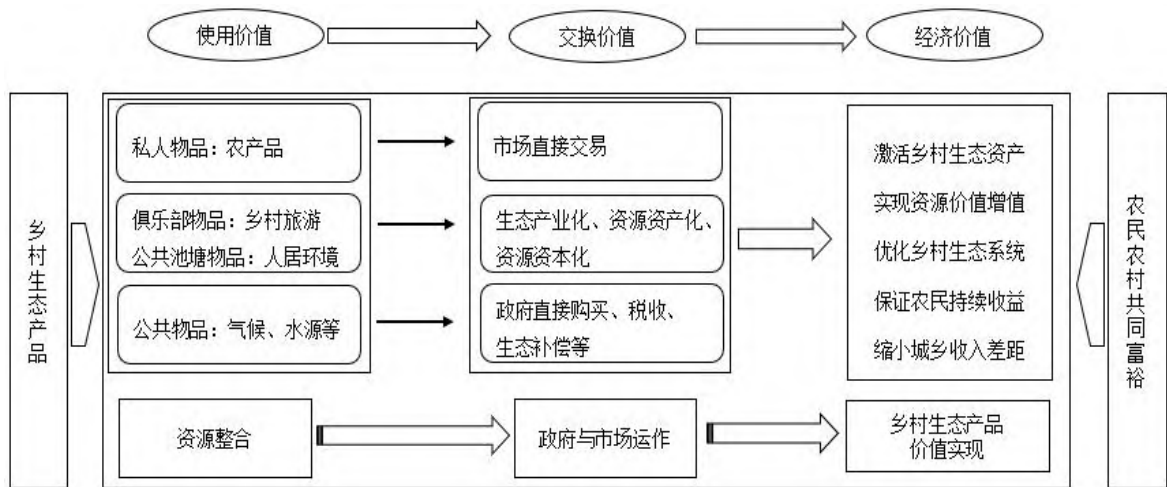 使用价值
交换价值
经济价值
乡村生态产品
私人物品：农产品
俱乐部物品：乡村旅游
公共池塘物品：人居环境
公共物品：气候、水源等
市场直接交易
生态产业化、资源资产化、
资源资本化
政府直接购买、税收、
生态补偿等
激活乡村生态资产
实现资源价值增值
优化乡村生态系统
保证农民持续收益
缩小城乡收入差距
农民农村共同富裕
资源整合
政府与市场运作
乡村生态产品
价值实现